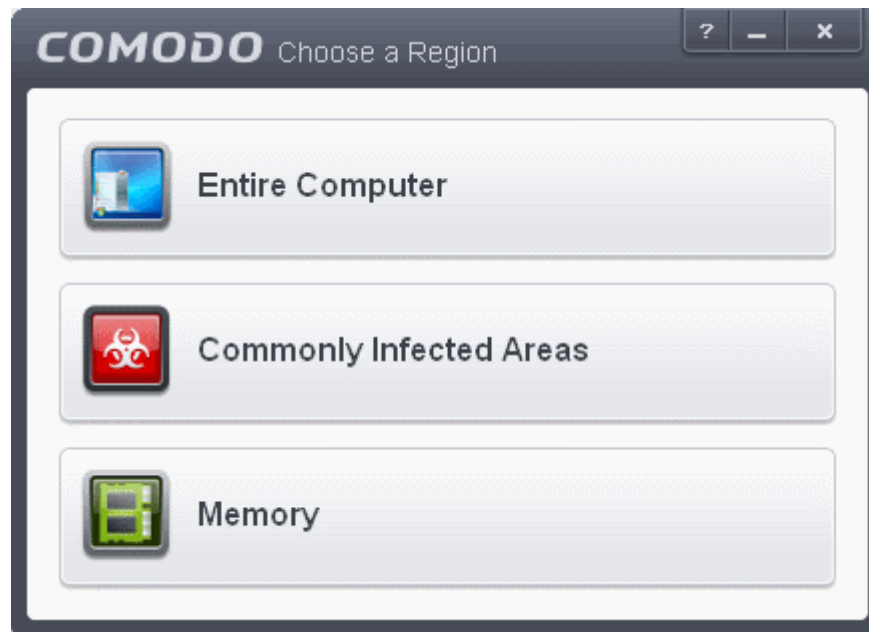 COMODO Choose a Region
Entire Computer
Commonly Infected Areas
Memory